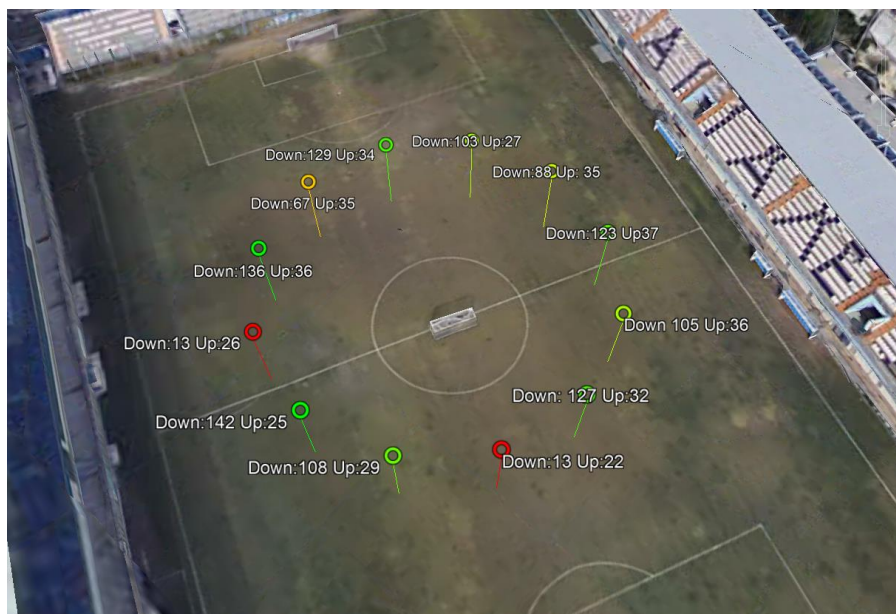 Down:129 Up:34
Down:103 Up:27
Down:88 Up: 35
Down:67 Up:35
Down:123 Up37
Down:136 Up:36
Down 105 Up:36
Down:13 Up:26
Down: 127 Up:32
Down:142 Up:25
Down:108 Up:29
Down:13 Up:22